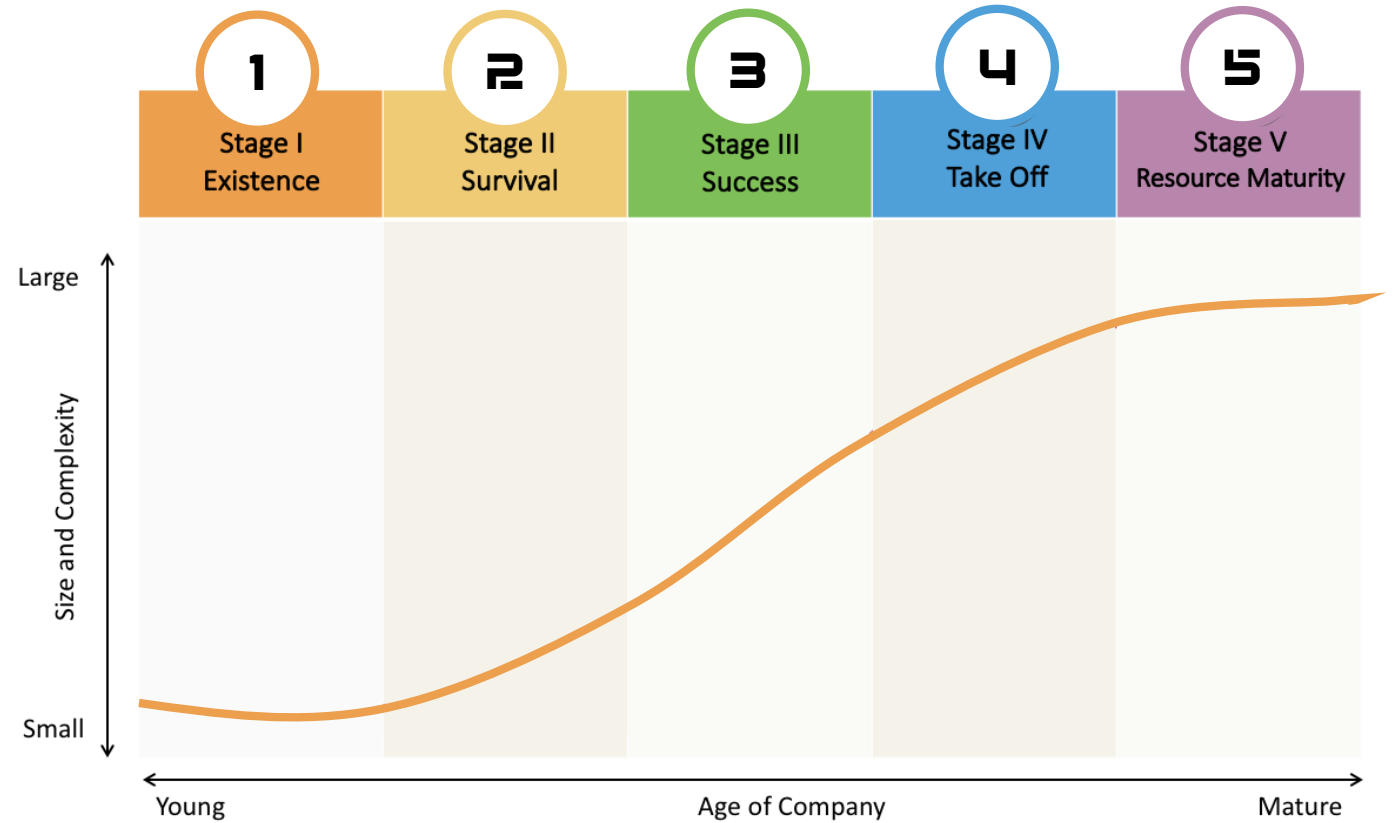 1
2
3
4
5
Stage I
Existence
Stage II
Survival
Stage III
Success
Stage IV
Take Off
Stage V
Resource Maturity
Large
Size and Complexity
Small
Young
Age of Company
Mature